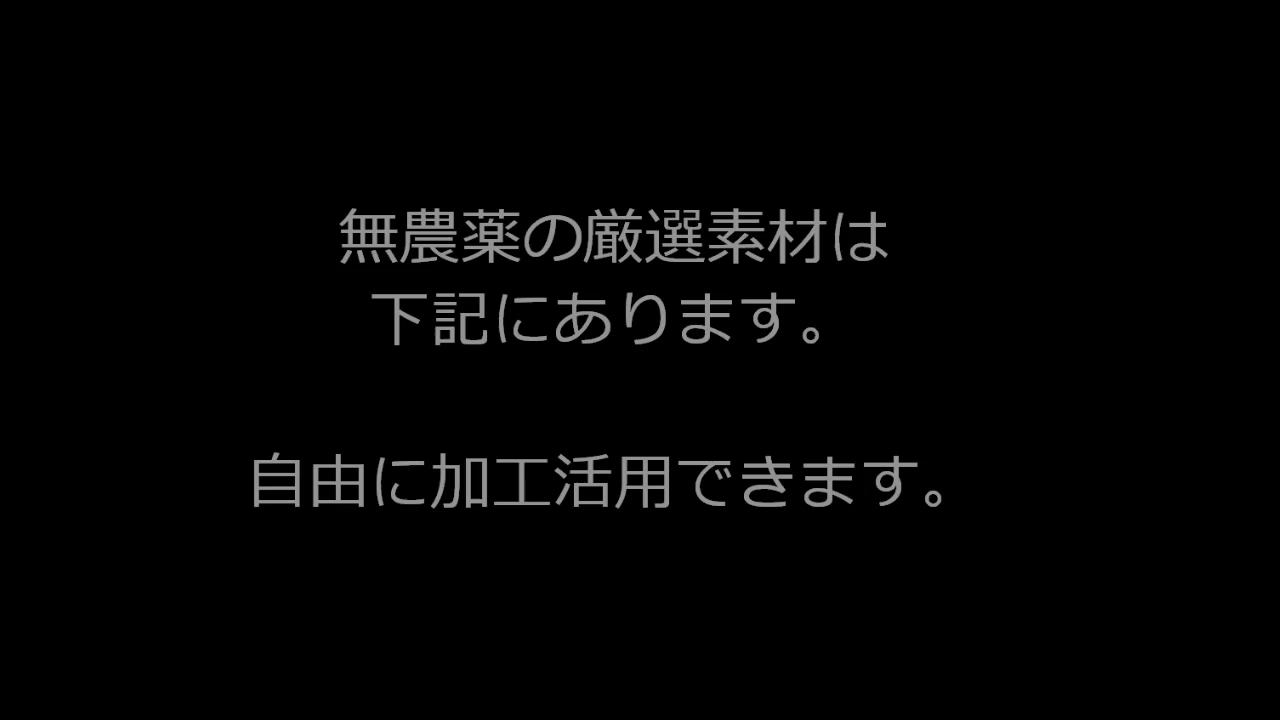 無農薬の厳選素材は
下記にあります。
自由に加工活用できます。